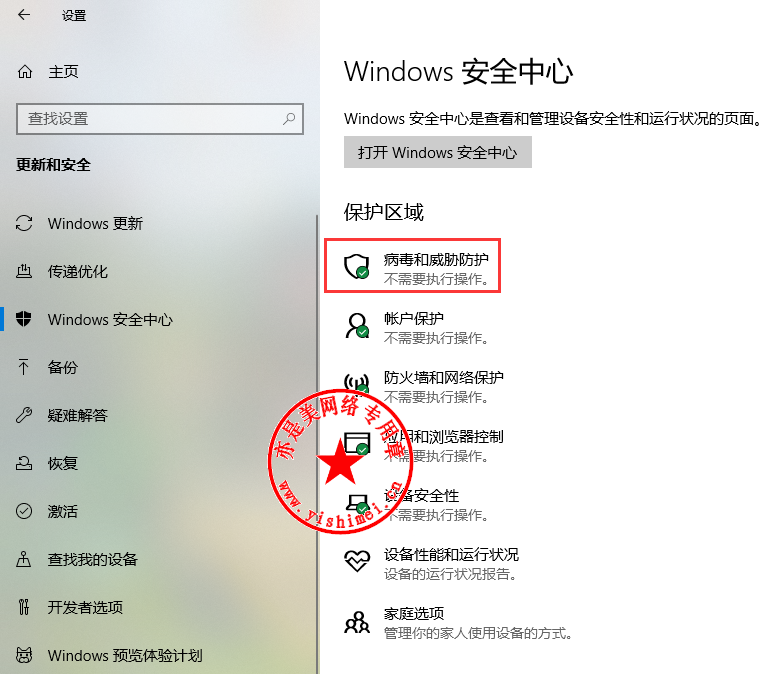 设置
主页
查找设置
更新和安全
Windows 更新
传递优化
Windows 安全中心
备份
疑难解答
恢复
激活
查找我的设备
开发者选项
Windows 预览体验计划
Windows 安全中心
Windows 安全中心是查看和管理设备安全性和运行状况的页面。
打开 Windows 安全中心
保护区域
病毒和威胁防护
不需要执行操作。
帐户保护
不需要执行操作。
防火墙和网络保护
不需要执行操作。
应用和浏览器控制
不需要执行操作。
设备安全性
不需要执行操作。
设备性能和运行状况
设备的运行状况报告。
家庭选项
管理你的家人使用设备的方式。
亦是美网络专用章
www.yishimei.cn